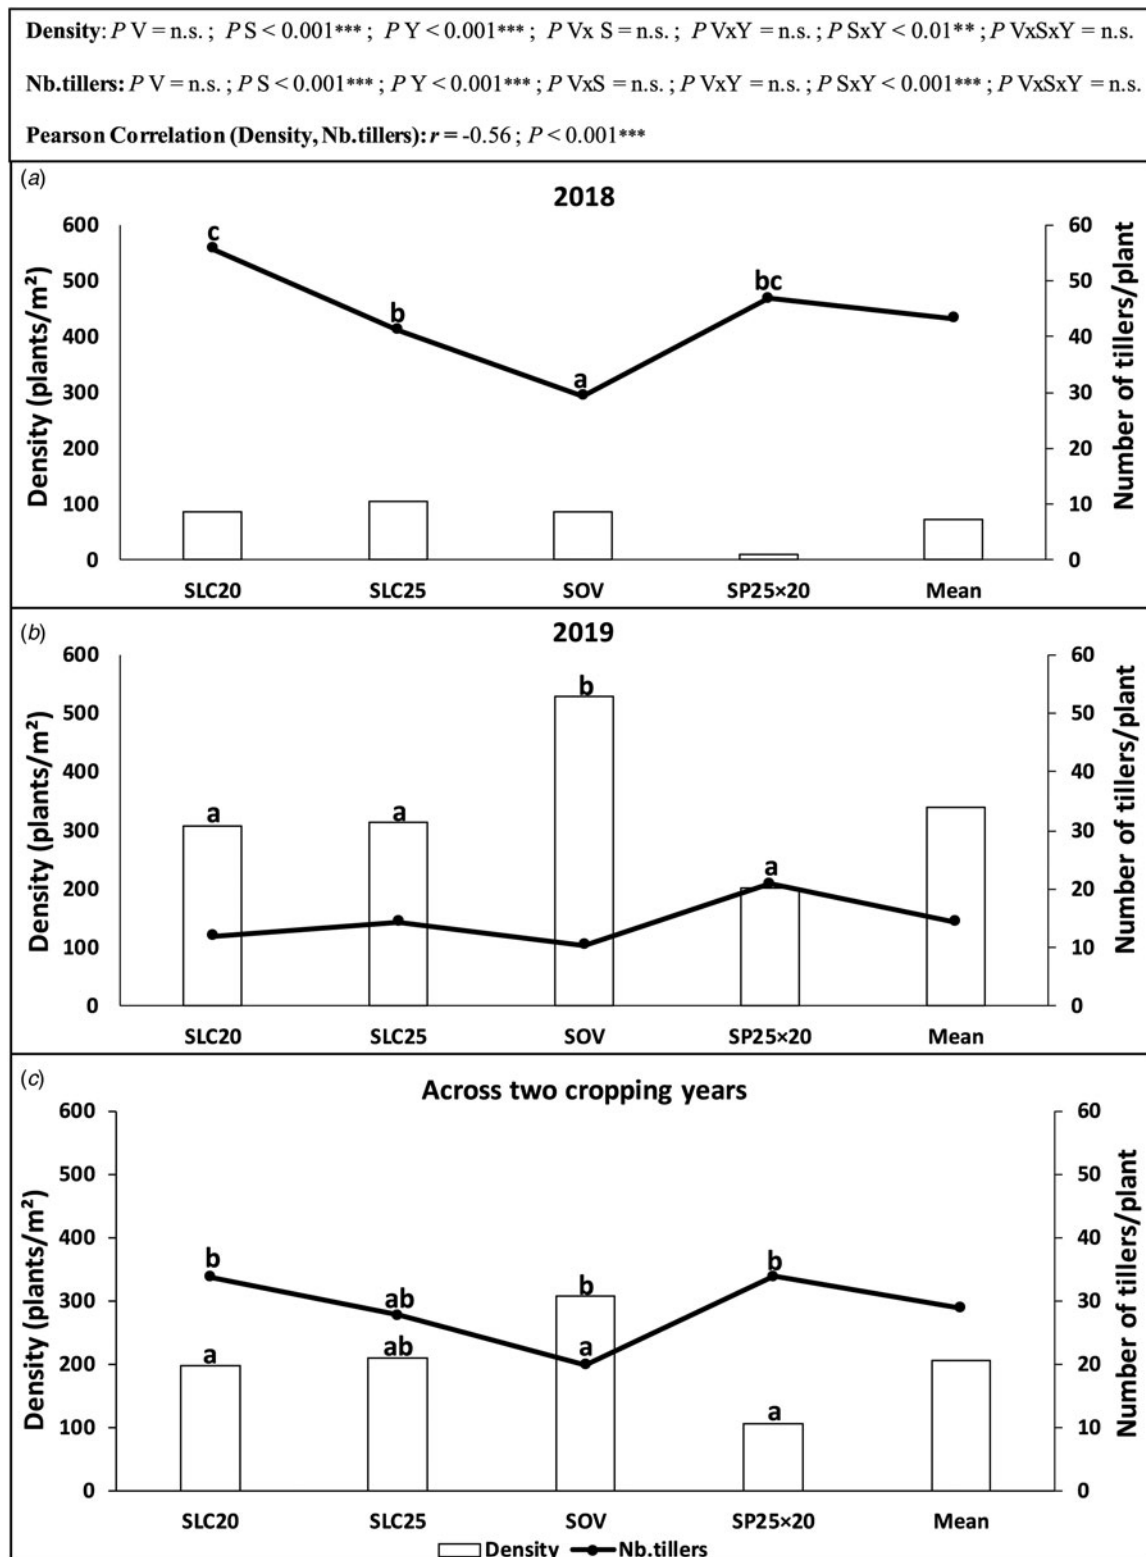 Density: P V = n.s. ; P S < 0.001*** ; P Y < 0.001*** ; P Vx S = n.s. ; P VxY = n.s. ; P SxY < 0.01** ; P VxSxY = n.s.
Nb.tillers: P V = n.s. ; P S < 0.001*** ; P Y < 0.001*** ; P VxS = n.s. ; P VxY = n.s. ; P SxY < 0.001*** ; P VxSxY = n.s.
Pearson Correlation (Density, Nb.tillers): r = -0.56 ; P < 0.001***
(a)
2018
Density (plants/m²)
600
500
400
300
200
100
0
c
b
a
bc
60
50
40
30
20
10
0
Number of tillers/plant
SLC20 SLC25 SOV SP25×20 Mean
(b)
2019
Density (plants/m²)
600
500
400
300
200
100
0
a
a
b
a
60
50
40
30
20
10
0
Number of tillers/plant
SLC20 SLC25 SOV SP25×20 Mean
(c)
Across two cropping years
Density (plants/m²)
600
500
400
300
200
100
0
b
ab
b
b
a
ab
a
a
60
50
40
30
20
10
0
Number of tillers/plant
SLC20 SLC25 SOV SP25×20 Mean
Density Nb.tillers